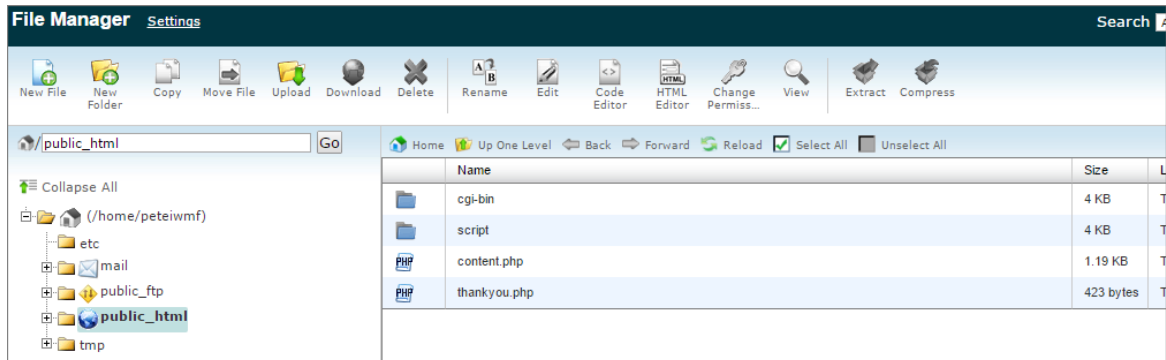 File Manager Settings Search
New File New Folder Copy Move File Upload Download Delete Rename Edit Code Editor HTML Editor Change Permiss... View Extract Compress
/ public_html Go
Home Up One Level Back Forward Reload Select All Unselect All
Collapse All
(/home/peteiwmf)
etc
mail
public_ftp
public_html
tmp
Name Size
cgi-bin 4 KB
script 4 KB
PHP content.php 1.19 KB
PHP thankyou.php 423 bytes